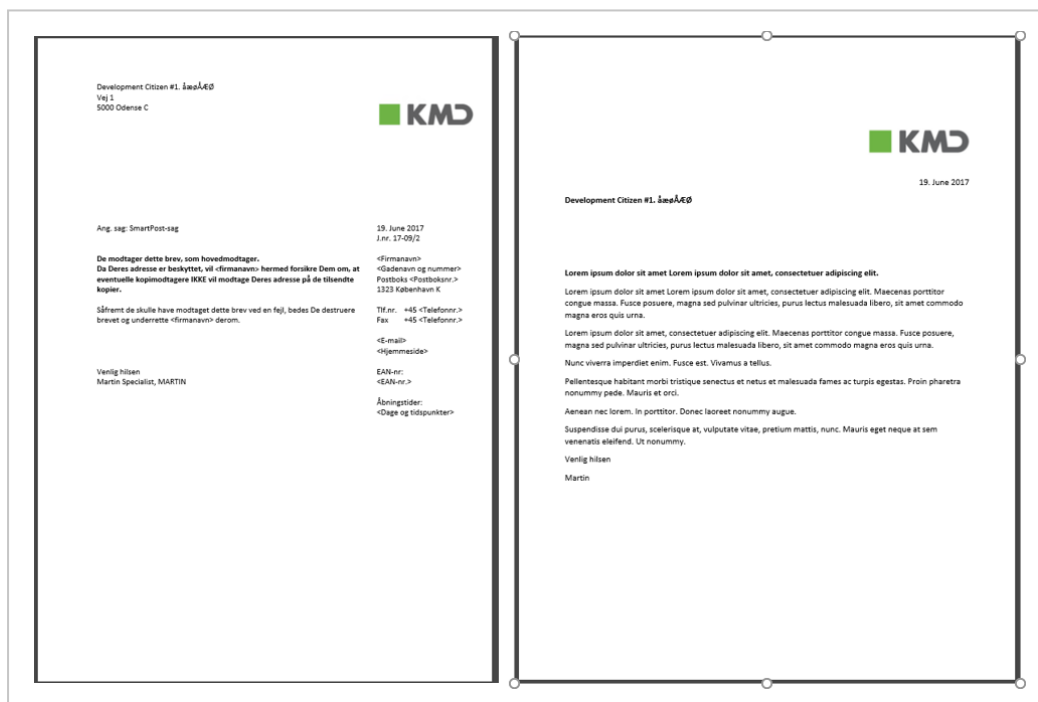 Development Citizen #1. åæøÅÆØ
Vej 1
5000 Odense C
KMD
Ang. sag: SmartPost-sag
19. June 2017
J.nr. 17-09/2
De modtager dette brev, som hovedmodtager.
Da Deres adresse er beskyttet, vil <firmanavn> hermed forsikre Dem om, at
eventuelle kopimodtagere IKKE vil modtage Deres adresse på de tilsendte
kopier.
Såfremt de skulle have modtaget dette brev ved en fejl, bedes De destruere
brevet og underrette <firmanavn> derom.
Venlig hilsen
Martin Specialist, MARTIN
<Firmanavn>
<Gadenavn og nummer>
Postboks <Postboksnr.>
1323 København K
Tlf.nr. +45 <Telefonnr.>
Fax +45 <Telefonnr.>
<E-mail>
<Hjemmeside>
EAN-nr:
<EAN-nr.>
Åbningstider:
<Dage og tidspunkter>
KMD
19. June 2017
Development Citizen #1. åæøÅÆØ
Lorem ipsum dolor sit amet Lorem ipsum dolor sit amet, consectetuer adipiscing elit.
Lorem ipsum dolor sit amet Lorem ipsum dolor sit amet, consectetuer adipiscing elit. Maecenas porttitor
congue massa. Fusce posuere, magna sed pulvinar ultricies, purus lectus malesuada libero, sit amet commodo
magna eros quis urna.
Lorem ipsum dolor sit amet, consectetuer adipiscing elit. Maecenas porttitor congue massa. Fusce posuere,
magna sed pulvinar ultricies, purus lectus malesuada libero, sit amet commodo magna eros quis urna.
Nunc viverra imperdiet enim. Fusce est. Vivamus a tellus.
Pellentesque habitant morbi tristique senectus et netus et malesuada fames ac turpis egestas. Proin pharetra
nonummy pede. Mauris et orci.
Aenean nec lorem. In porttitor. Donec laoreet nonummy augue.
Suspendisse dui purus, scelerisque at, vulputate vitae, pretium mattis, nunc. Mauris eget neque at sem
venenatis eleifend. Ut nonummy.
Venlig hilsen
Martin